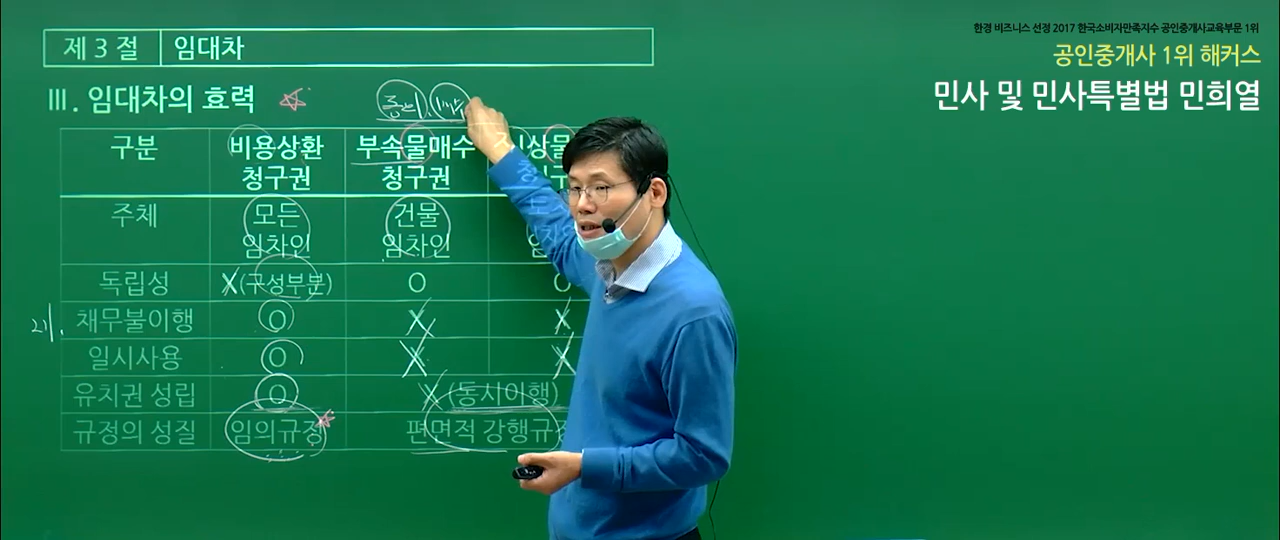 한경 비즈니스 선정 2017 한국소비자만족지수 공인중개사교육부문 1위
공인중개사 1위 해커스
민사 및 민사특별법 민희열
제 3 절 임대차
Ⅲ. 임대차의 효력
구분 비용상환 청구권 부속물매수 청구권 상물
주체 모든 임차인 건물 임차인
독립성 X(구성부분) O
채무불이행 O X X
일시사용 O X X
유치권 성립 O X (동시이행)
규정의 성질 임의규정 편면적 강행규정